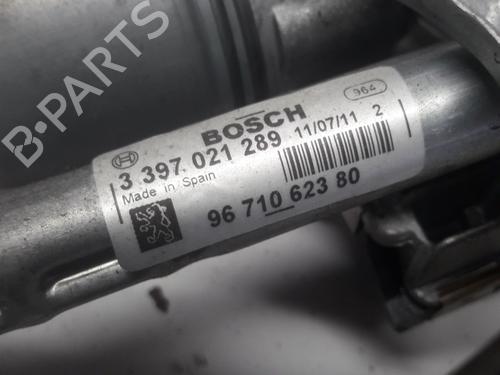 B-PARTS
BOSCH
964
3 397 021 289
11/07/11 2
Made in Spain
96 710 623 80